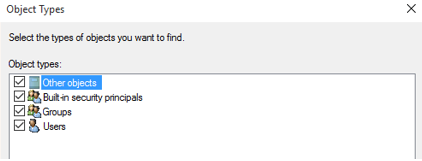 Object Types
Select the types of objects you want to find.
Object types:
Other objects
Built-in security principals
Groups
Users